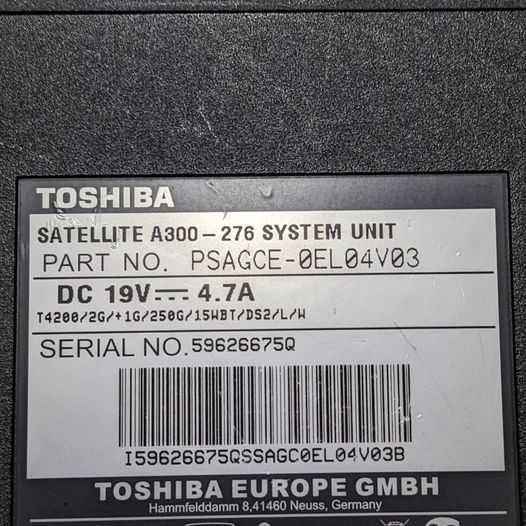 TOSHIBA
SATELLITE A300-276 SYSTEM UNIT
PART NO. PSAGCE-0EL04V03
DC 19V⎓ 4.7A
T4200/2G/+1G/250G/15WBT/DS2/L/W
SERIAL NO. 59626675Q
I59626675QSSAGC0EL04V03B
TOSHIBA EUROPE GMBH
Hammfelddamm 8,41460 Neuss, Germany